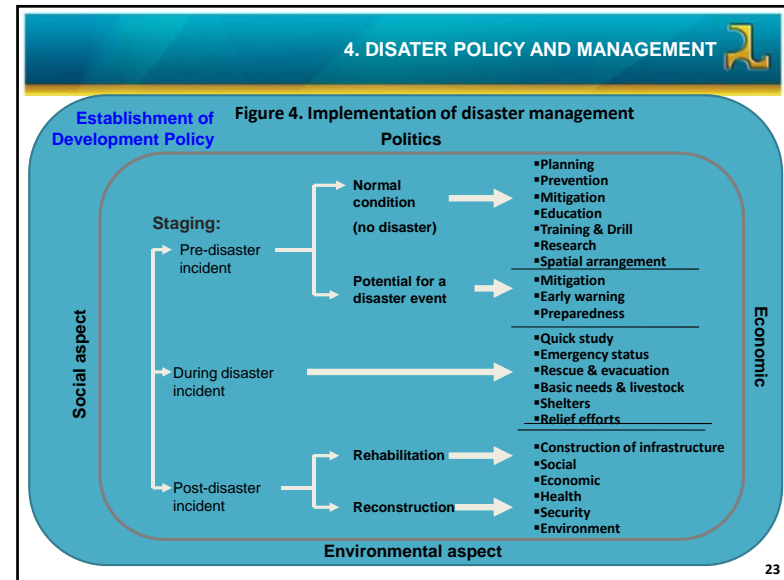 4. DISATER POLICY AND MANAGEMENT
Establishment of
Development Policy
Figure 4. Implementation of disaster management
Politics
Social aspect
Economic
Environmental aspect
Staging:
Pre-disaster
incident
Normal
condition
(no disaster)
▪Planning
▪Prevention
▪Mitigation
▪Education
▪Training & Drill
▪Research
▪Spatial arrangement
Potential for a
disaster event
▪Mitigation
▪Early warning
▪Preparedness
During disaster
incident
▪Quick study
▪Emergency status
▪Rescue & evacuation
▪Basic needs & livestock
▪Shelters
▪Relief efforts
Post-disaster
incident
Rehabilitation
Reconstruction
▪Construction of infrastructure
▪Social
▪Economic
▪Health
▪Security
▪Environment
23